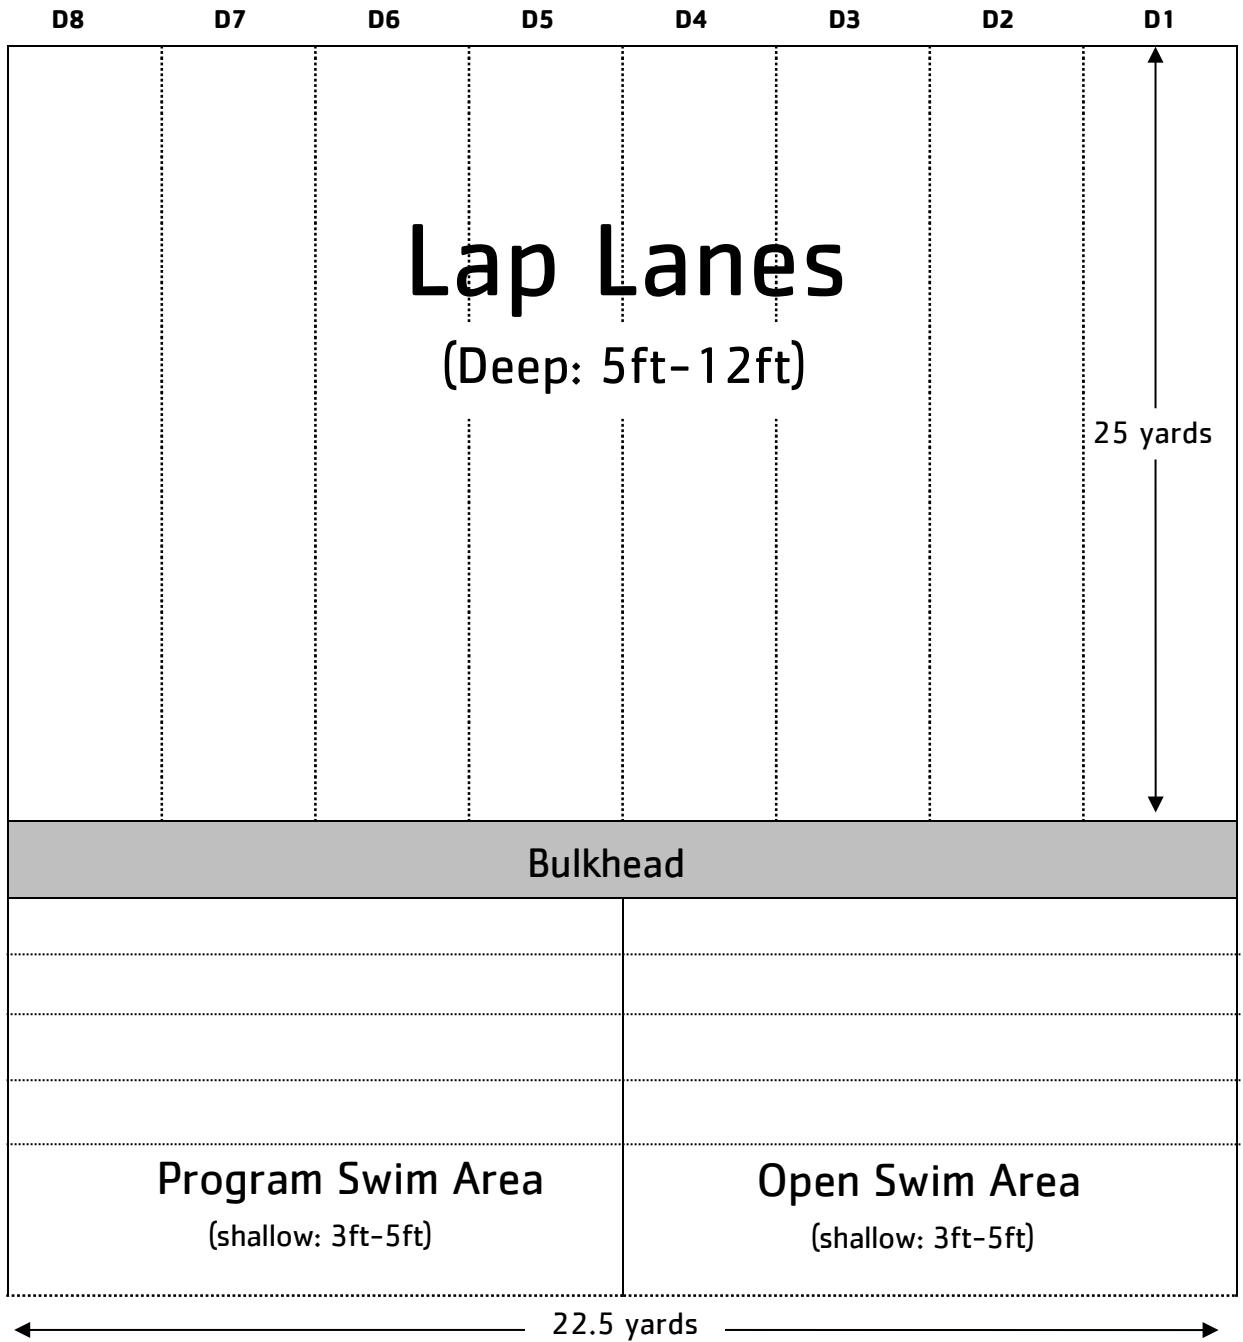 D8 D7 D6 D5 D4 D3 D2 D1
Lap Lanes
(Deep: 5ft-12ft)
25 yards
Bulkhead
Program Swim Area
(shallow: 3ft-5ft)
Open Swim Area
(shallow: 3ft-5ft)
22.5 yards